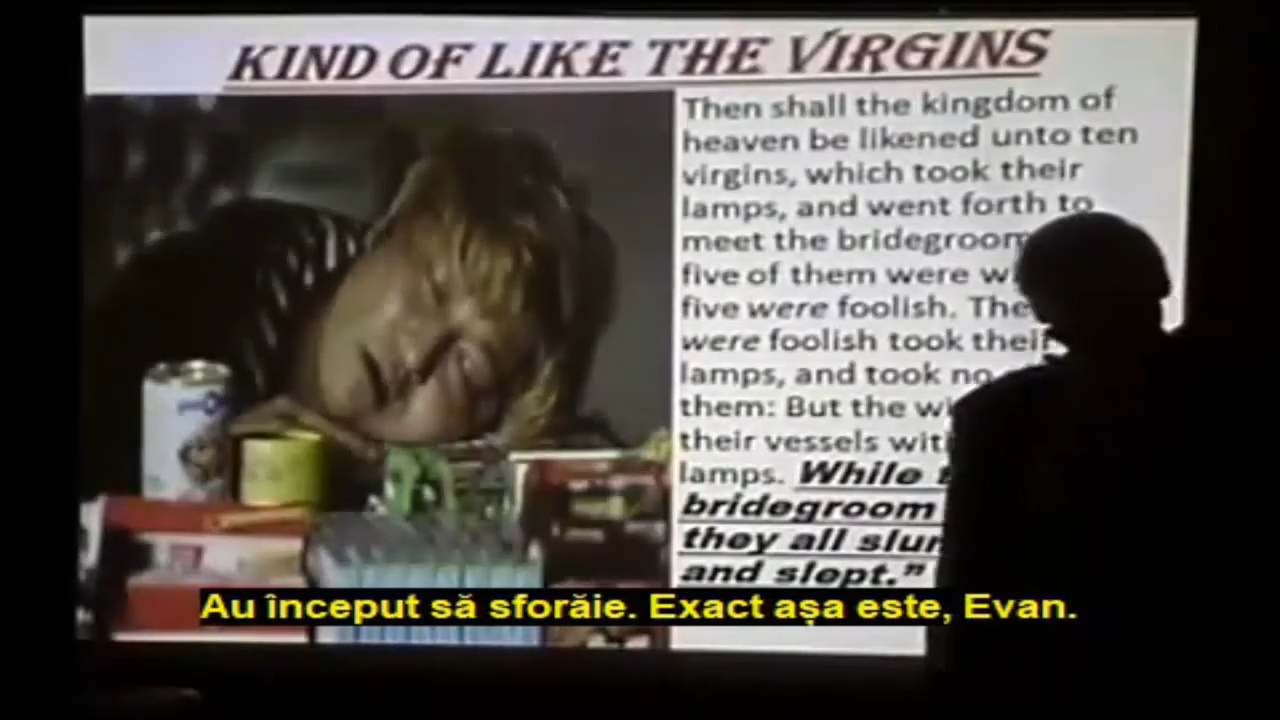 KIND OF LIKE THE VIRGINS
Then shall the kingdom of
heaven be likened unto ten
virgins, which took their
lamps, and went forth to
meet the bridegroom
five of them were
five were foolish. The
were foolish took their
lamps, and took no
them: But the
their vessels
lamps. While
bridegroom
they all
and slept.”
Au început să sforăie. Exact așa este, Evan.